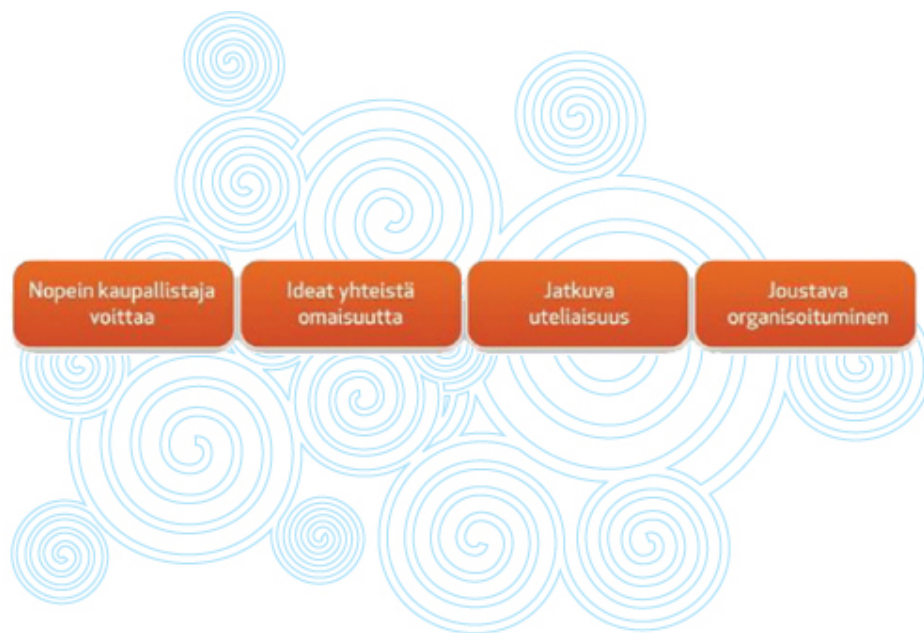 Nopein kaupallistaja
voittaa
Ideat yhteistä
omaisuutta
Jatkuva
uteliaisuus
Joustava
organisoituminen